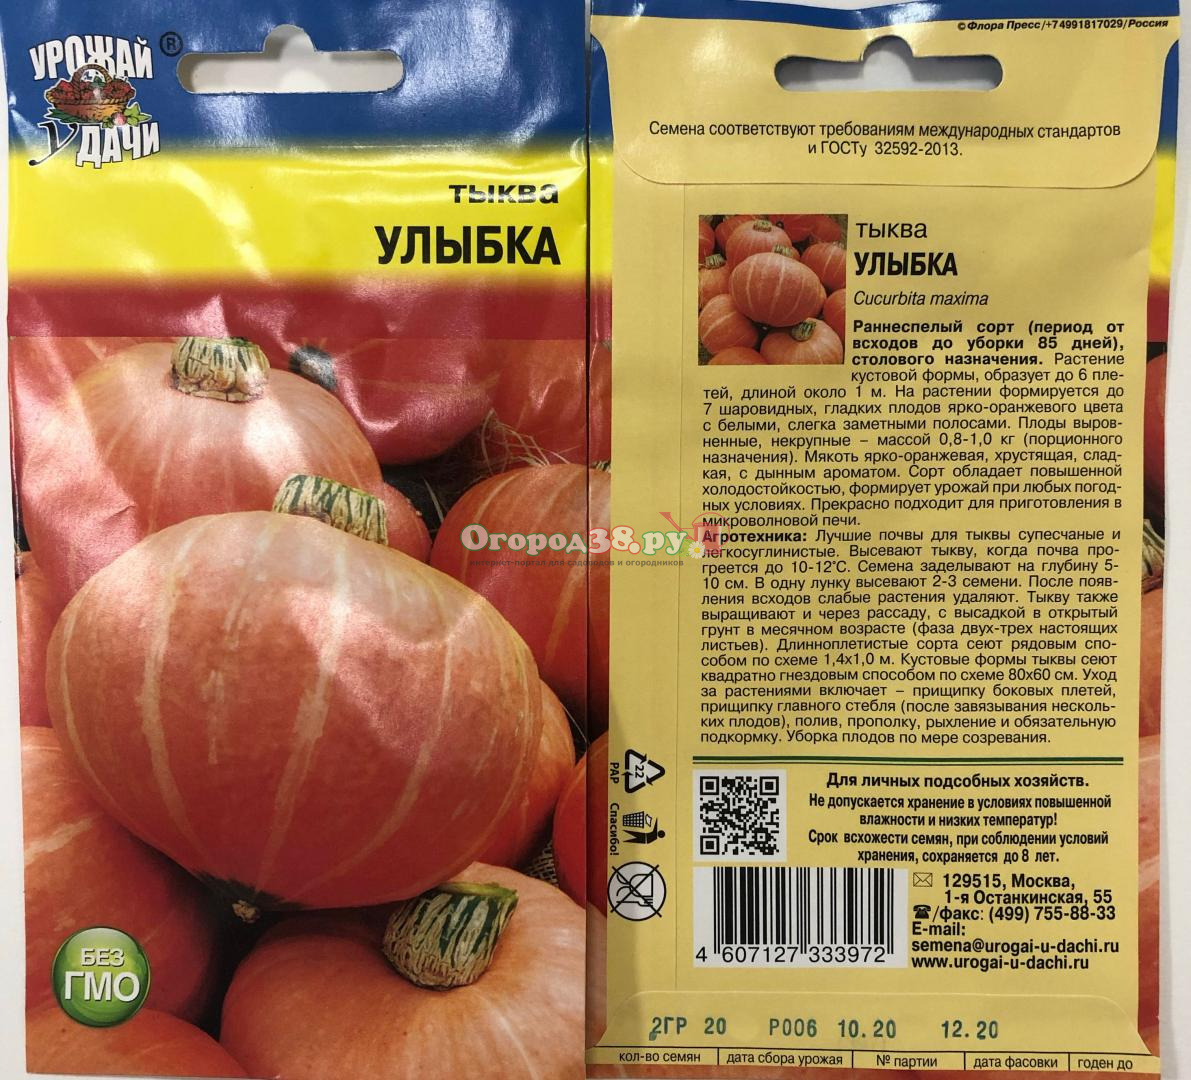 УРОЖАЙ ®
УДАЧИ
тыква
УЛЫБКА
БЕЗ
ГМО
Огород38.ру
интернет-портал для садоводов и огородников
© Флора Пресс/+74991817029/Россия
Семена соответствуют требованиям международных стандартов
и ГОСТу 32592-2013.
тыква
УЛЫБКА
Cucurbita maxima
Раннеспелый сорт (период от
всходов до уборки 85 дней),
столового назначения. Растение
кустовой формы, образует до 6 пле-
тей, длиной около 1 м. На растении формируется до
7 шаровидных, гладких плодов ярко-оранжевого цвета
с белыми, слегка заметными полосами. Плоды выров-
ненные, некрупные – массой 0,8-1,0 кг (порционного
назначения). Мякоть ярко-оранжевая, хрустящая, слад-
кая, с дынным ароматом. Сорт обладает повышенной
холодостойкостью, формирует урожай при любых погод-
ных условиях. Прекрасно подходит для приготовления в
микроволновой печи.
Агротехника: Лучшие почвы для тыквы супесчаные и
легкосуглинистые. Высевают тыкву, когда почва про-
греется до 10-12°С. Семена заделывают на глубину 5-
10 см. В одну лунку высевают 2-3 семени. После появ-
ления всходов слабые растения удаляют. Тыкву также
выращивают и через рассаду, с высадкой в открытый
грунт в месячном возрасте (фаза двух-трех настоящих
листьев). Длинноплетистые сорта сеют рядовым спо-
собом по схеме 1,4х1,0 м. Кустовые формы тыквы сеют
квадратно гнездовым способом по схеме 80х60 см. Уход
за растениями включает – прищипку боковых плетей,
прищипку главного стебля (после завязывания несколь-
ких плодов), полив, прополку, рыхление и обязательную
подкормку. Уборка плодов по мере созревания.
22
PAP
Спасибо!
Для личных подсобных хозяйств.
Не допускается хранение в условиях повышенной
влажности и низких температур!
Срок всхожести семян, при соблюдении условий
хранения, сохраняется до 8 лет.
129515, Москва,
1-я Останкинская, 55
/факс: (499) 755-88-33
E-mail:
semena@urogai-u-dachi.ru
www.urogai-u-dachi.ru
4 607127 333972
2ГР 20 Р006 10.20 12.20
кол-во семян дата сбора урожая № партии дата фасовки годен до